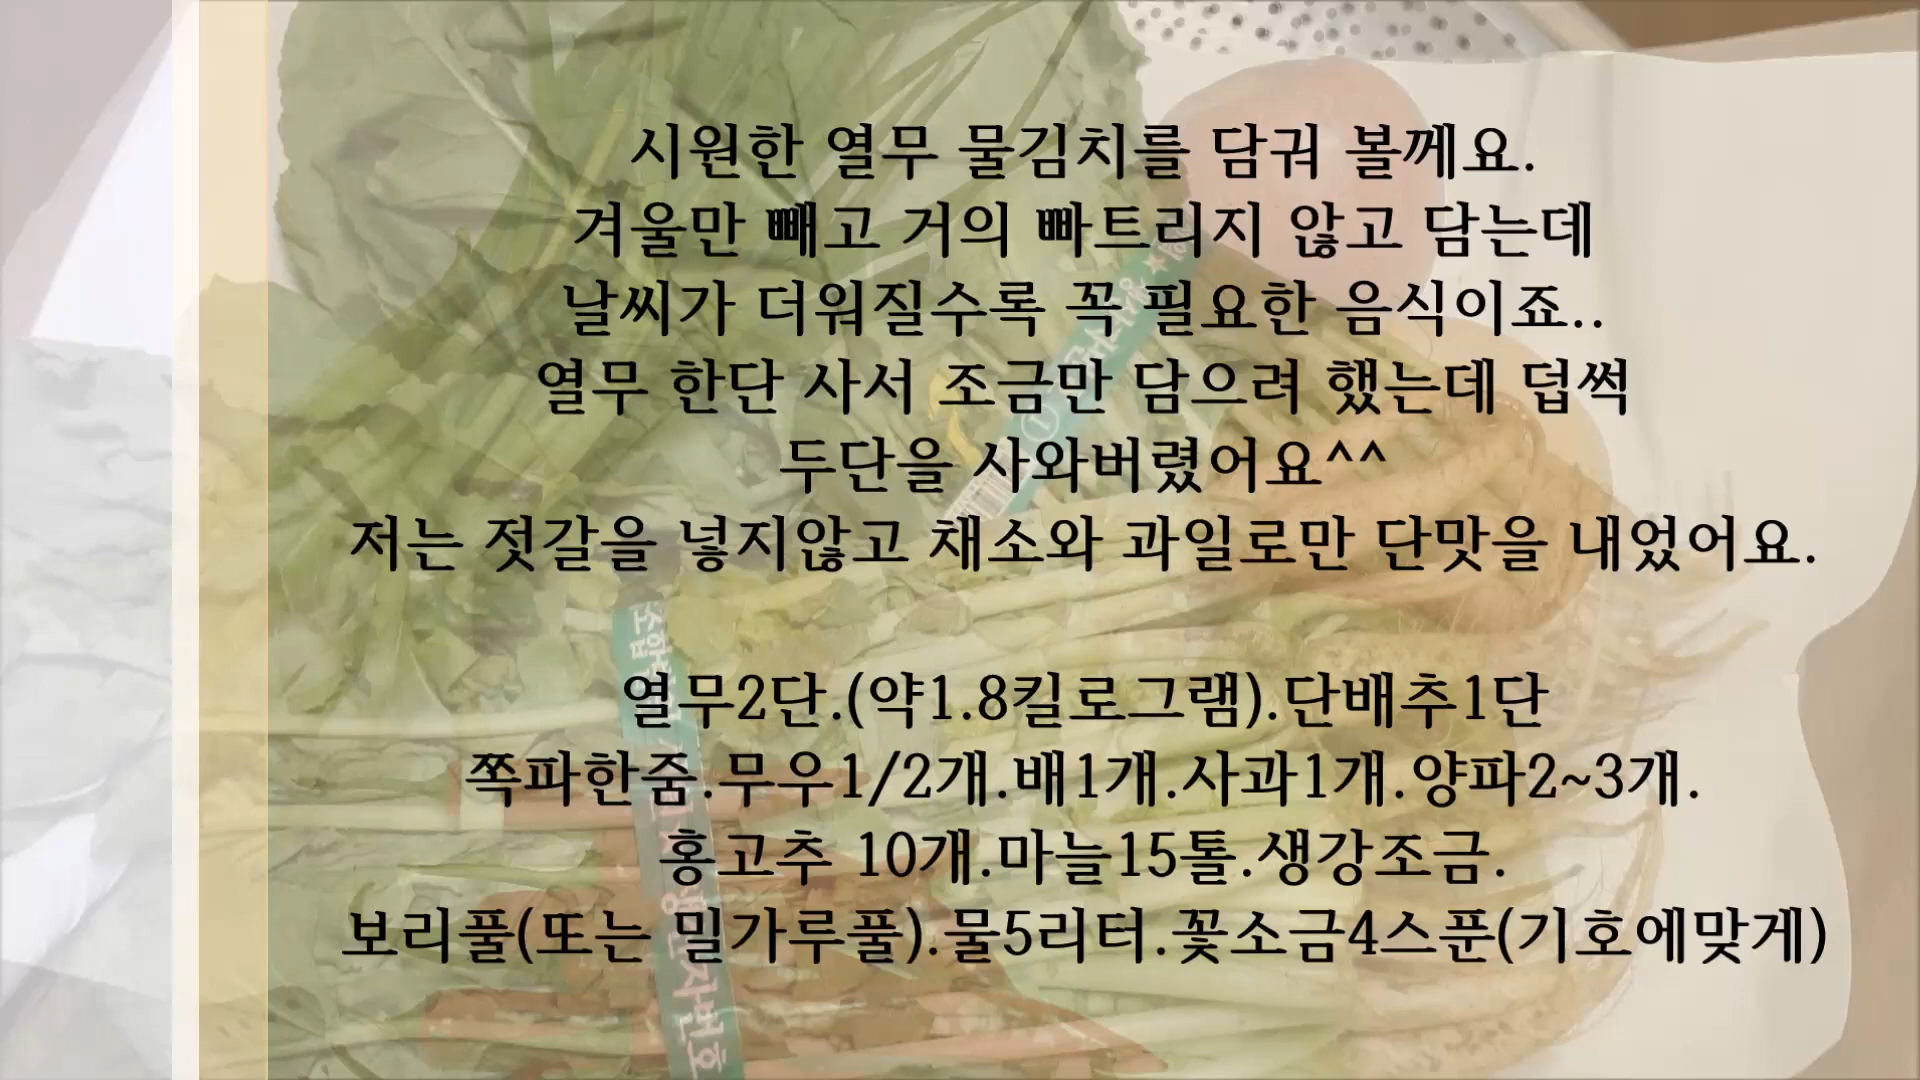 시원한 열무 물김치를 담궈 볼께요.
겨울만 빼고 거의 빠트리지 않고 담는데
날씨가 더워질수록 꼭 필요한 음식이죠..
열무 한단 사서 조금만 담으려 했는데 덥썩
두단을 사와버렸어요^^
저는 젓갈을 넣지않고 채소와 과일로만 단맛을 내었어요.
열무2단.(약1.8킬로그램).단배추1단
쪽파한줌.무우1/2개.배1개.사과1개.양파2~3개.
홍고추 10개.마늘15톨.생강조금.
보리풀(또는 밀가루풀).물5리터.꽃소금4스푼(기호에맞게)